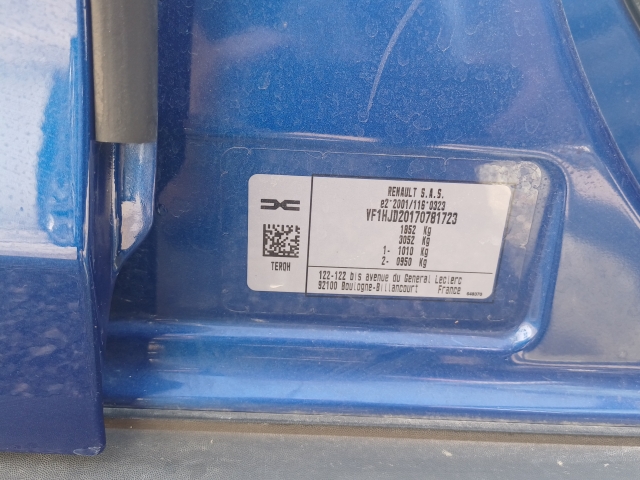 RENAULT S.A.S.
e2*2001/116*0323
VF1HJD20170781723
1852 Kg
3052 Kg
1- 1010 Kg
2- 0950 Kg
TEROM
122-122 bis avenue du General Leclerc
92100 Boulogne-Billancourt France